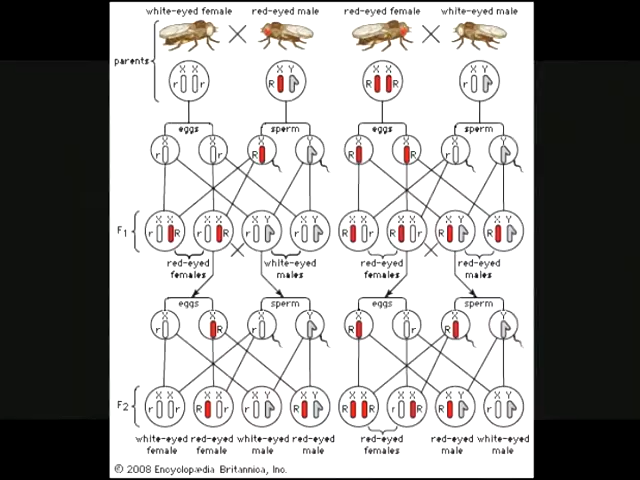 white-eyed female red-eyed male red-eyed female white-eyed male
parents
X X X Y X X X Y
r r R R R r
eggs sperm eggs sperm
X X X Y X X X Y
r r R R R r
F1
X X X X X Y X Y X X X X X Y X Y
r R r R r r R r R r R R
red-eyed females white-eyed males red-eyed females red-eyed males
eggs sperm eggs sperm
X X X Y X X X Y
r R r R r R
F2
X X X X X Y X Y X X X X X Y X Y
r r R r r R R R r R R r
white-eyed female red-eyed female white-eyed male red-eyed male red-eyed females red-eyed male white-eyed male
© 2008 Encyclopædia Britannica, Inc.